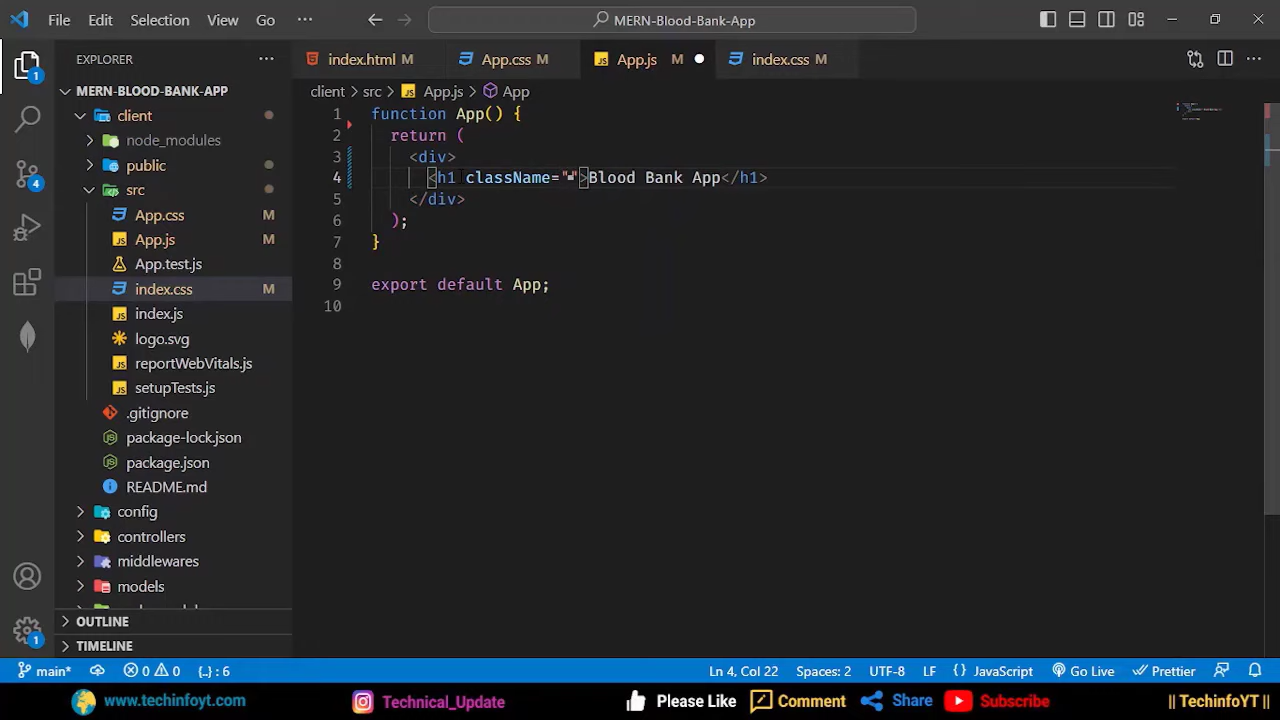 File Edit Selection View Go ··· MERN-Blood-Bank-App
EXPLORER ···
index.html M
App.css M
App.js M
index.css M
MERN-BLOOD-BANK-APP
client > src > App.js > App
client
node_modules
public
src
App.css M
App.js M
App.test.js
index.css M
index.js
logo.svg
reportWebVitals.js
setupTests.js
.gitignore
package-lock.json
package.json
README.md
config
controllers
middlewares
models
OUTLINE
TIMELINE
1 function App() {
2 return (
3 <div>
4 <h1 className="">Blood Bank App</h1>
5 </div>
6 );
7 }
8
9 export default App;
10
1
4
1
main* 0 0 {..} : 6 Ln 4, Col 22 Spaces: 2 UTF-8 LF {} JavaScript Go Live Prettier
www.techinfoyt.com Technical_Update Please Like Comment Share Subscribe || TechinfoYT ||